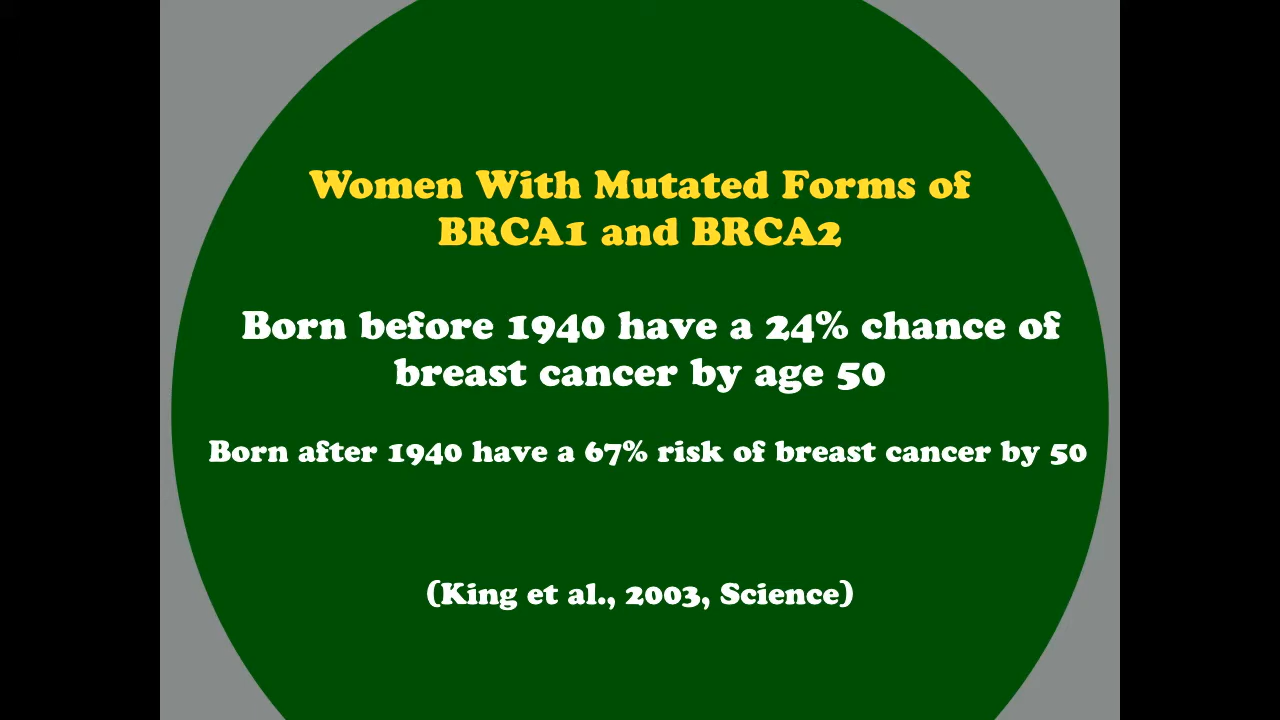 Women With Mutated Forms of
BRCA1 and BRCA2
Born before 1940 have a 24% chance of
breast cancer by age 50
Born after 1940 have a 67% risk of breast cancer by 50
(King et al., 2003, Science)